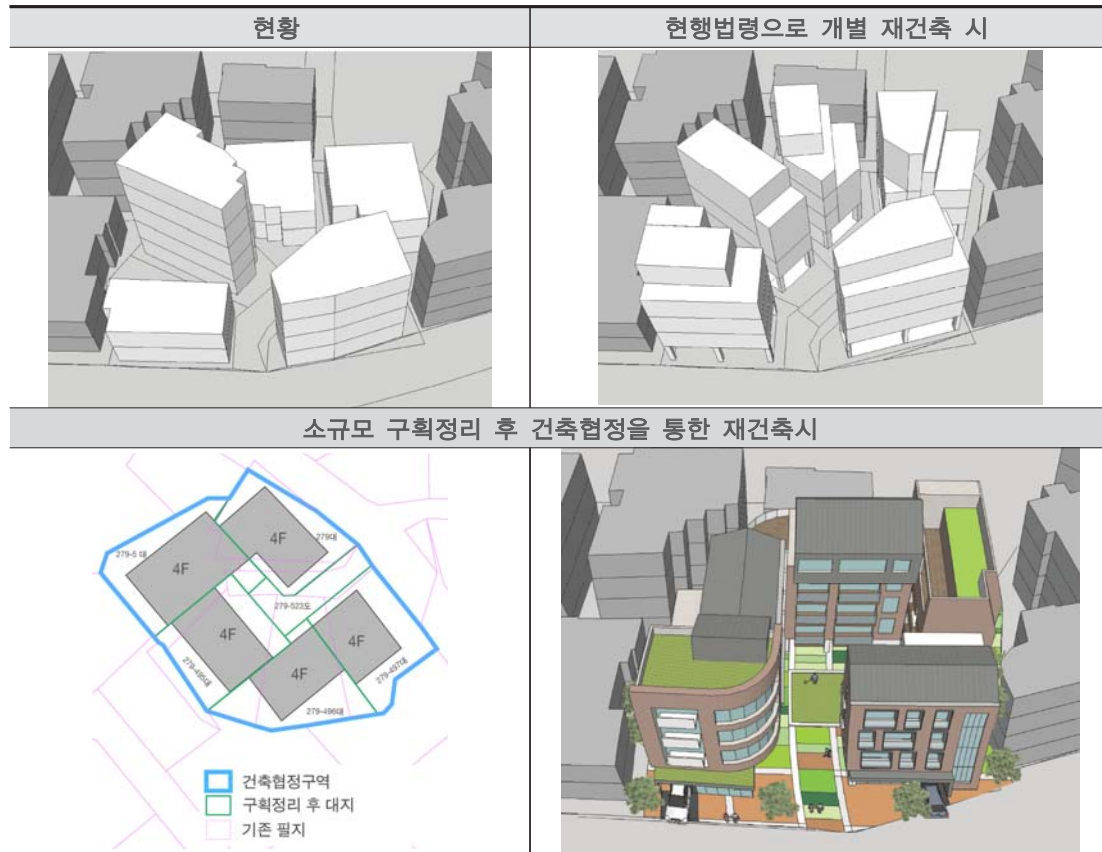 현황
현행법령으로 개별 재건축 시
소규모 구획정리 후 건축협정을 통한 재건축시
4F
279대
279-5 대
4F
279-523도
4F
4F
4F
279-495대
279-497대
279-496대
건축협정구역
구획정리 후 대지
기존 필지